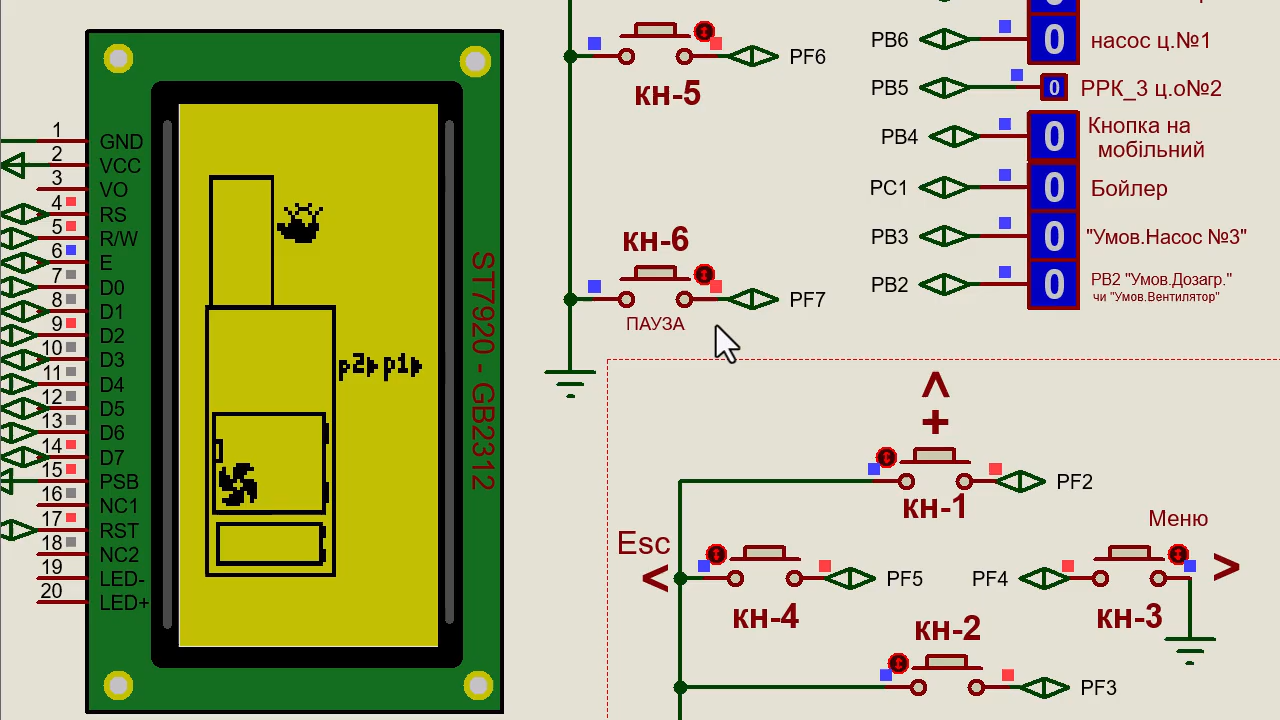 1
GND
2
VCC
3
VO
4
RS
5
R/W
6
E
7
D0
8
D1
9
D2
10
D3
11
D4
12
D5
13
D6
14
D7
15
PSB
16
NC1
17
RST
18
NC2
19
LED-
20
LED+
p2 p1
ST7920 - GB2312
PF6
кн-5
кн-6
PF7
ПАУЗА
PB6
0
насос ц.№1
PB5
0
РРК_3 ц.о№2
PB4
0
Кнопка на
мобільний
PC1
0
Бойлер
PB3
0
"Умов.Насос №3"
PB2
0
PB2 "Умов.Дозагр."
чи "Умов.Вентилятор"
^
+
PF2
кн-1
Esc
<
PF5
кн-4
Меню
PF4
>
кн-3
кн-2
PF3